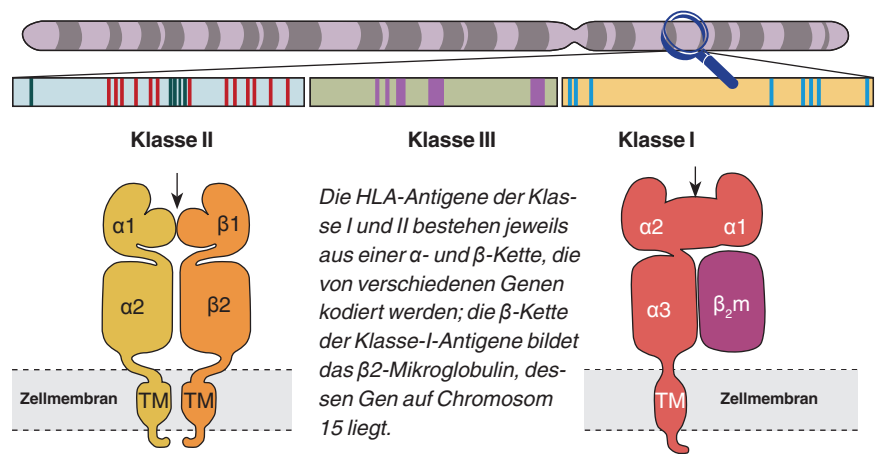 Klasse II
Klasse III
Klasse I
α1
β1
α2
β2
TM
TM
Zellmembran
Die HLA-Antigene der Klas-
se I und II bestehen jeweils
aus einer α- und β-Kette, die
von verschiedenen Genen
kodiert werden; die β-Kette
der Klasse-I-Antigene bildet
das β2-Mikroglobulin, des-
sen Gen auf Chromosom
15 liegt.
α2
α1
α3
β₂m
TM
Zellmembran